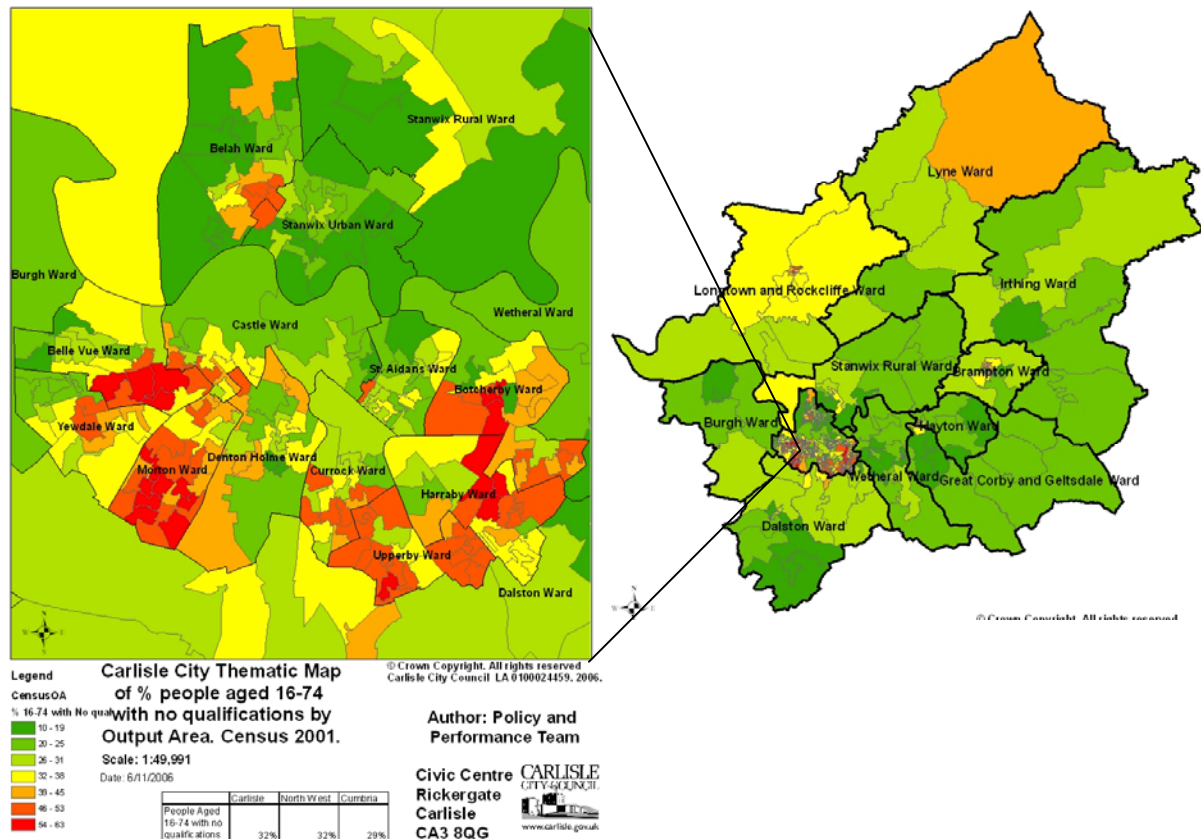 Stanwix Rural Ward
Belah Ward
Stanwix Urban Ward
Burgh Ward
Wetheral Ward
Castle Ward
Belle Vue Ward
St. Aidans Ward
Botcherby Ward
Yewdale Ward
Denton Holme Ward
Morton Ward
Currock Ward
Harraby Ward
Upperby Ward
Dalston Ward
N
W E
S
Lyne Ward
Irthing Ward
Longtown and Rockcliffe Ward
Stanwix Rural Ward
Brampton Ward
Burgh Ward
Hayton Ward
Wetheral Ward
Great Corby and Geltsdale Ward
Dalston Ward
N
W E
S
© Crown Copyright. All rights reserved
Legend
CensusOA
% 16-74 with No qual
10 - 19
20 - 25
26 - 31
32 - 38
39 - 45
46 - 53
54 - 63
Carlisle City Thematic Map
of % people aged 16-74
with no qualifications by
Output Area. Census 2001.
Scale: 1:49,991
Date: 6/11/2006
Carlisle North West Cumbria
People Aged
16-74 with no
qualifications 32% 32% 29%
© Crown Copyright. All rights reserved
Carlisle City Council LA 0100024459. 2006.
Author: Policy and
Performance Team
Civic Centre
Rickergate
Carlisle
CA3 8QG
CARLISLE
CITY COUNCIL
www.carlisle.gov.uk